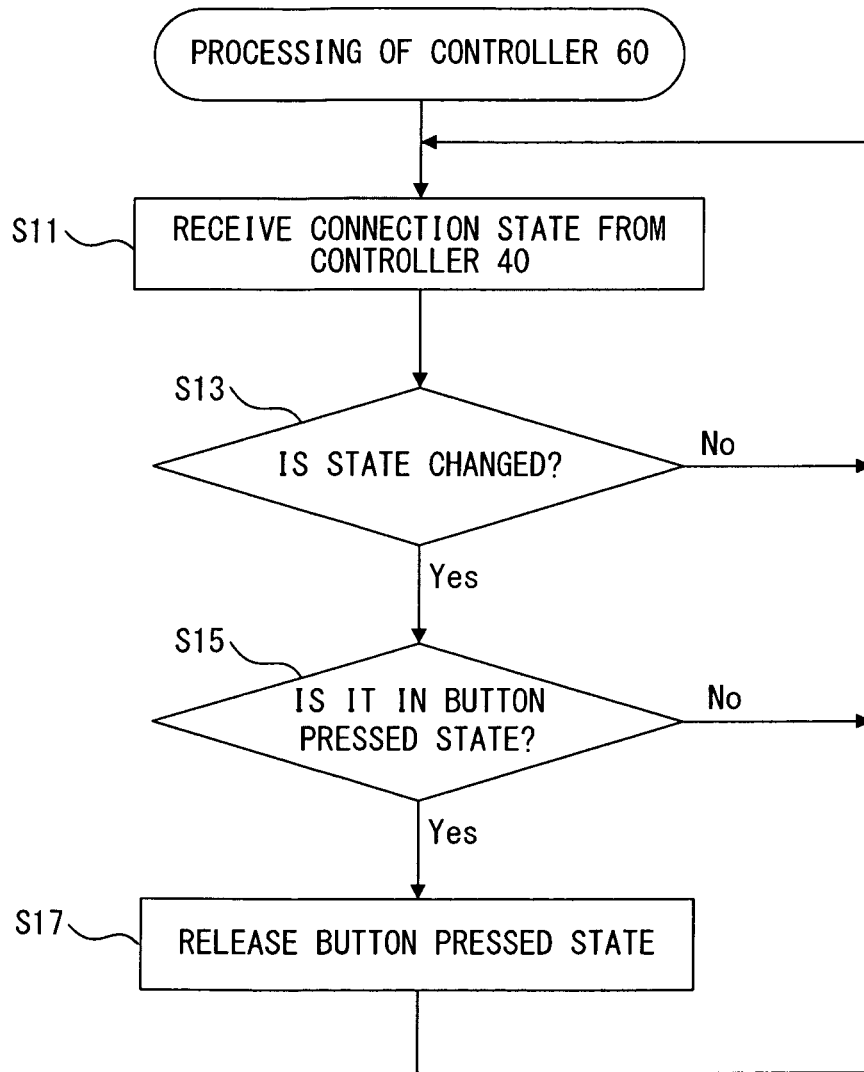 PROCESSING OF CONTROLLER 60
S11
RECEIVE CONNECTION STATE FROM
CONTROLLER 40
S13
IS STATE CHANGED?
No
Yes
S15
IS IT IN BUTTON
PRESSED STATE?
No
Yes
S17
RELEASE BUTTON PRESSED STATE